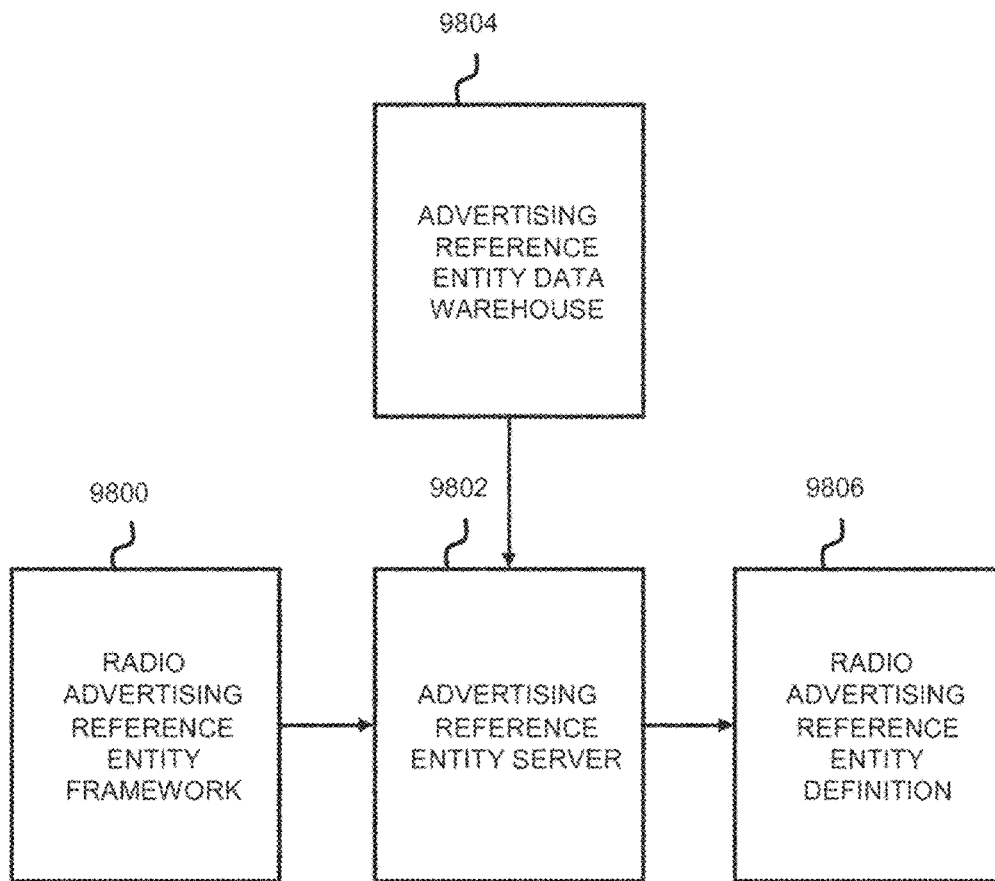 9804
ADVERTISING
REFERENCE
ENTITY DATA
WAREHOUSE
9800
9802
9806
RADIO
ADVERTISING
REFERENCE
ENTITY
FRAMEWORK
ADVERTISING
REFERENCE
ENTITY SERVER
RADIO
ADVERTISING
REFERENCE
ENTITY
DEFINITION